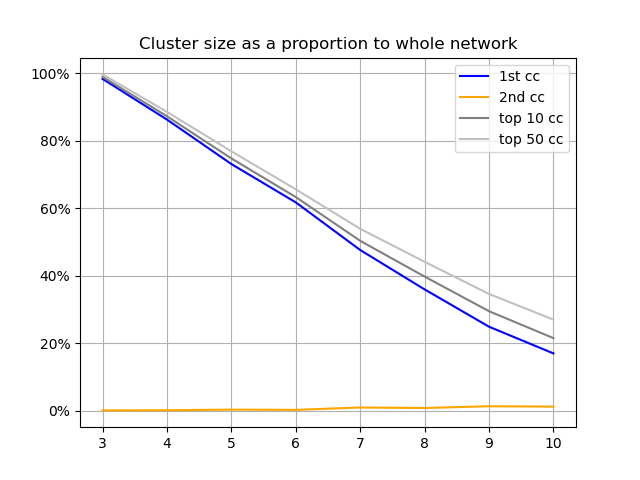 Cluster size as a proportion to whole network
100%
80%
60%
40%
20%
0%
1st cc
2nd cc
top 10 cc
top 50 cc
3 4 5 6 7 8 9 10